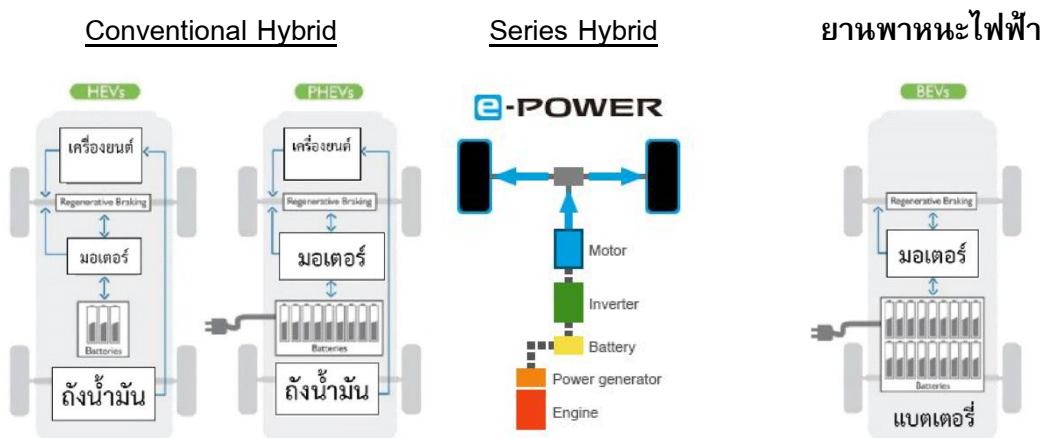 Conventional Hybrid
Series Hybrid
ยานพาหนะไฟฟ้า
HEVs
เครื่องยนต์
Regenerative Braking
มอเตอร์
Batteries
ถังน้ำมัน
PHEVs
เครื่องยนต์
Regenerative Braking
มอเตอร์
Batteries
ถังน้ำมัน
e-POWER
Motor
Inverter
Battery
Power generator
Engine
BEVs
Regenerative Braking
มอเตอร์
Batteries
แบตเตอรี่